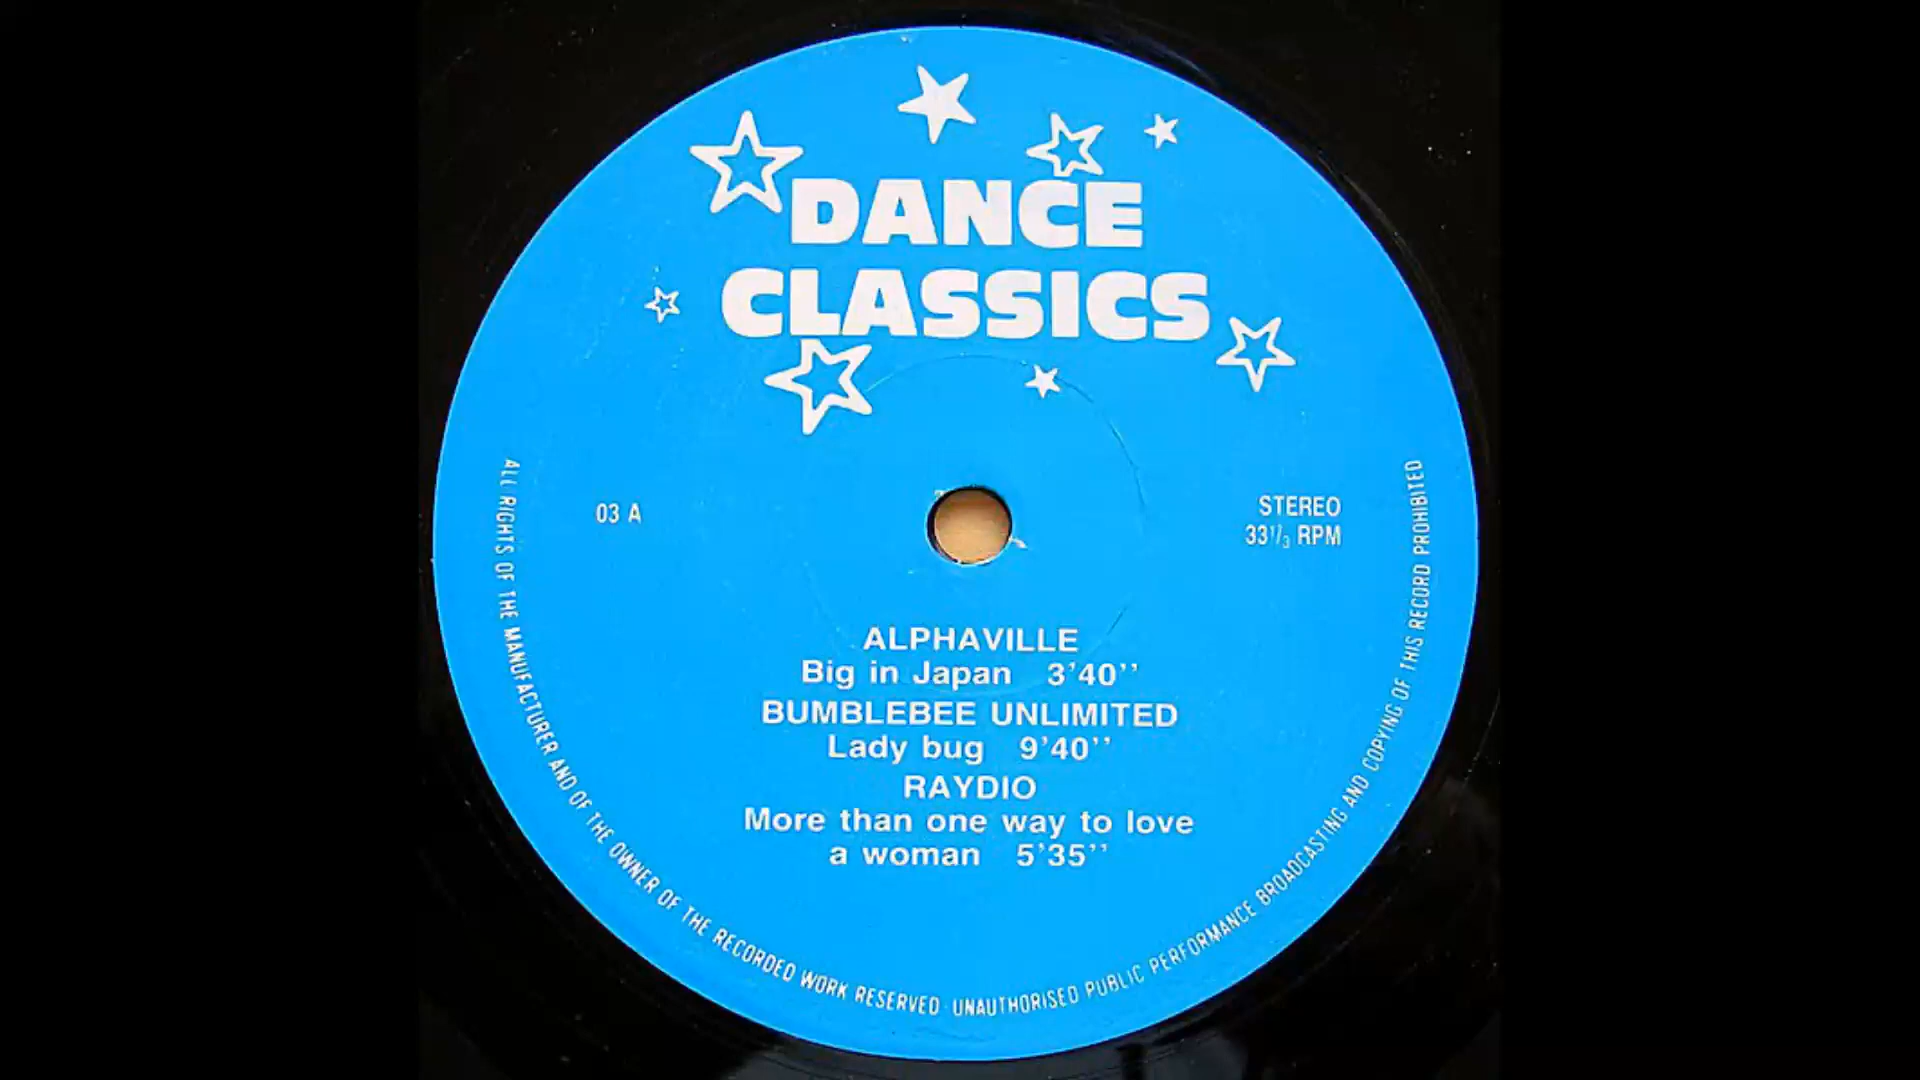 DANCE
CLASSICS
03 A
STEREO
33 1/3 RPM
ALPHAVILLE
Big in Japan 3'40''
BUMBLEBEE UNLIMITED
Lady bug 9'40''
RAYDIO
More than one way to love
a woman 5'35''
ALL RIGHTS OF THE MANUFACTURER AND OF THE OWNER OF THE RECORDED WORK RESERVED · UNAUTHORISED PUBLIC PERFORMANCE BROADCASTING AND COPYING OF THIS RECORD PROHIBITED